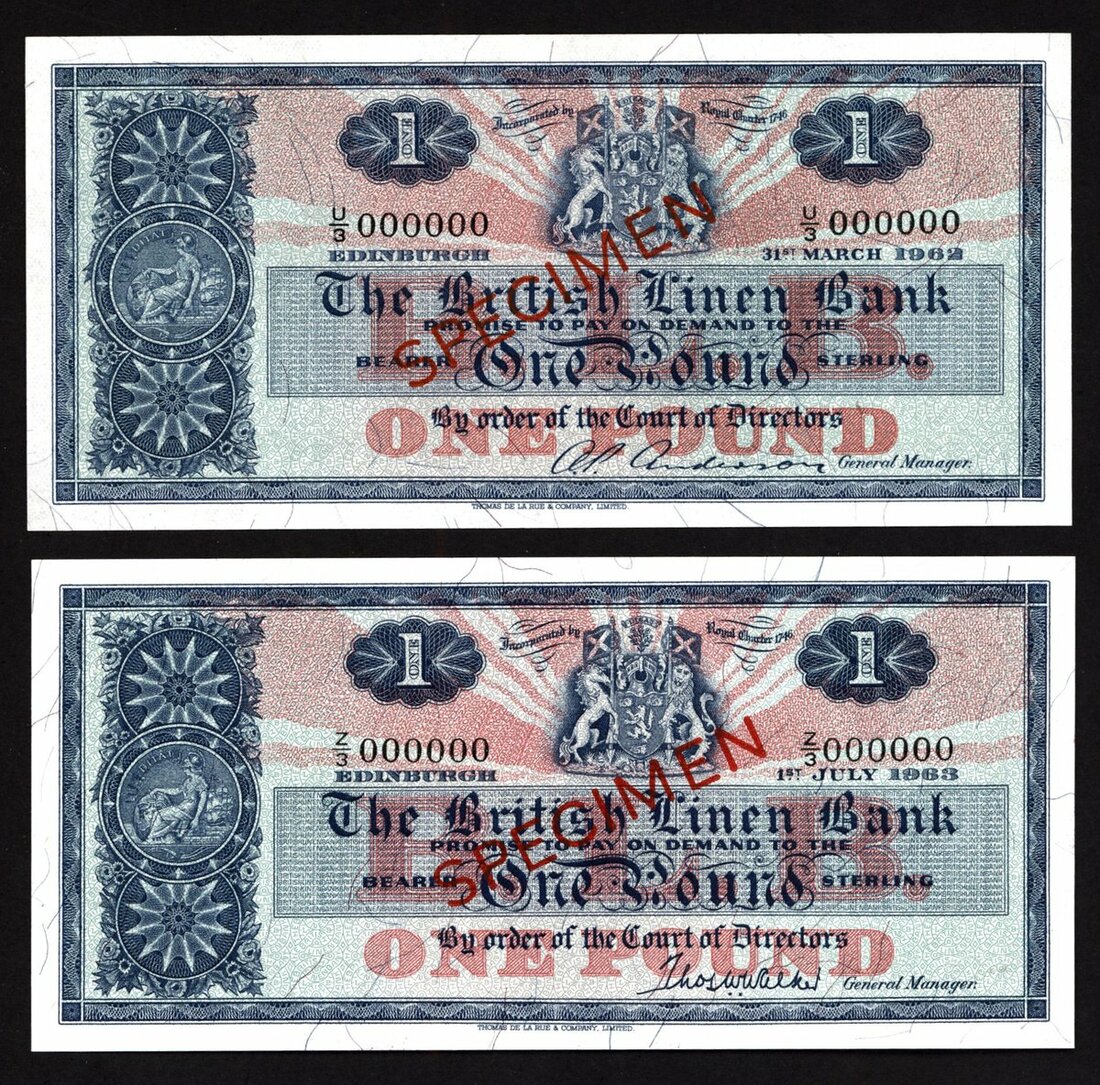 Incorporated by Royal Charter 1746
1 ONE 1 ONE
U/3 000000 U/3 000000
EDINBURGH 31ST MARCH 1962
The British Linen Bank
PROMISE TO PAY ON DEMAND TO THE
BEARER One Pound STERLING
B.L.B.
By order of the Court of Directors
ONE POUND
General Manager.
SPECIMEN
THOMAS DE LA RUE & COMPANY, LIMITED.
Incorporated by Royal Charter 1746
1 ONE 1 ONE
Z/3 000000 Z/3 000000
EDINBURGH 1ST JULY 1963
The British Linen Bank
PROMISE TO PAY ON DEMAND TO THE
BEARER One Pound STERLING
B.L.B.
By order of the Court of Directors
ONE POUND
Thos W Walker General Manager.
SPECIMEN
THOMAS DE LA RUE & COMPANY, LIMITED.